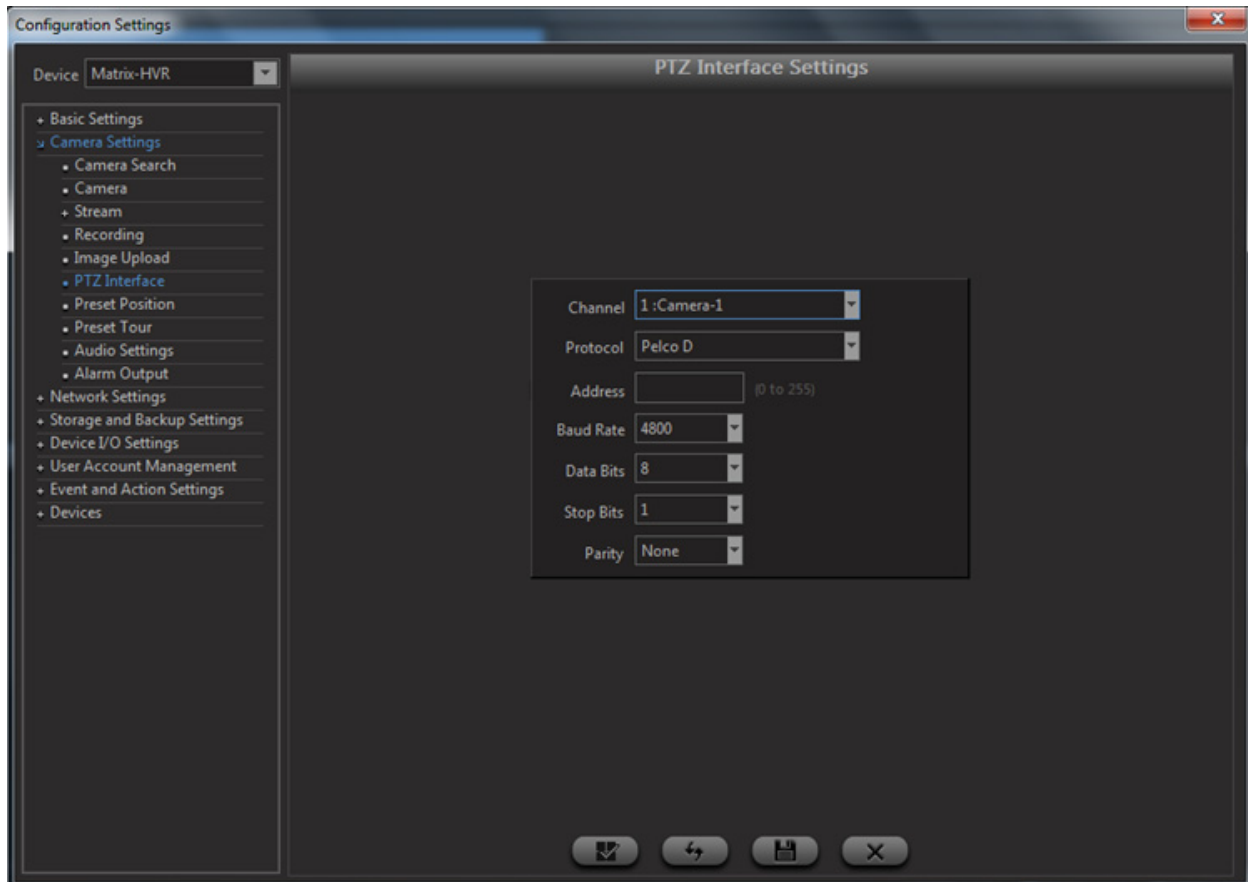 Configuration Settings
Device Matrix-HVR
+ Basic Settings
Camera Settings
Camera Search
Camera
+ Stream
Recording
Image Upload
PTZ Interface
Preset Position
Preset Tour
Audio Settings
Alarm Output
+ Network Settings
+ Storage and Backup Settings
+ Device I/O Settings
+ User Account Management
+ Event and Action Settings
+ Devices
PTZ Interface Settings
Channel 1 :Camera-1
Protocol Pelco D
Address (0 to 255)
Baud Rate 4800
Data Bits 8
Stop Bits 1
Parity None